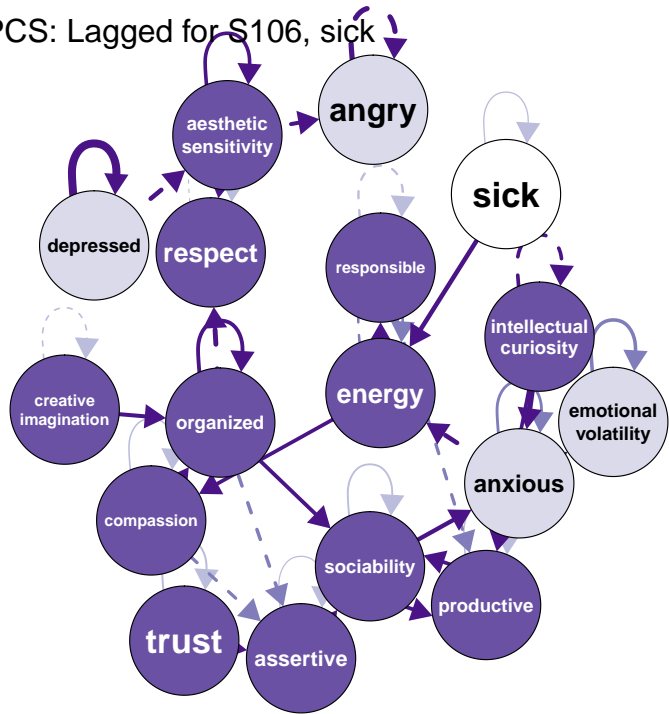 PCS: Lagged for S106, sick
angry
aesthetic
sensitivity
sick
depressed
respect
responsible
intellectual
curiosity
creative
imagination
organized
energy
emotional
volatility
anxious
compassion
sociability
productive
trust
assertive